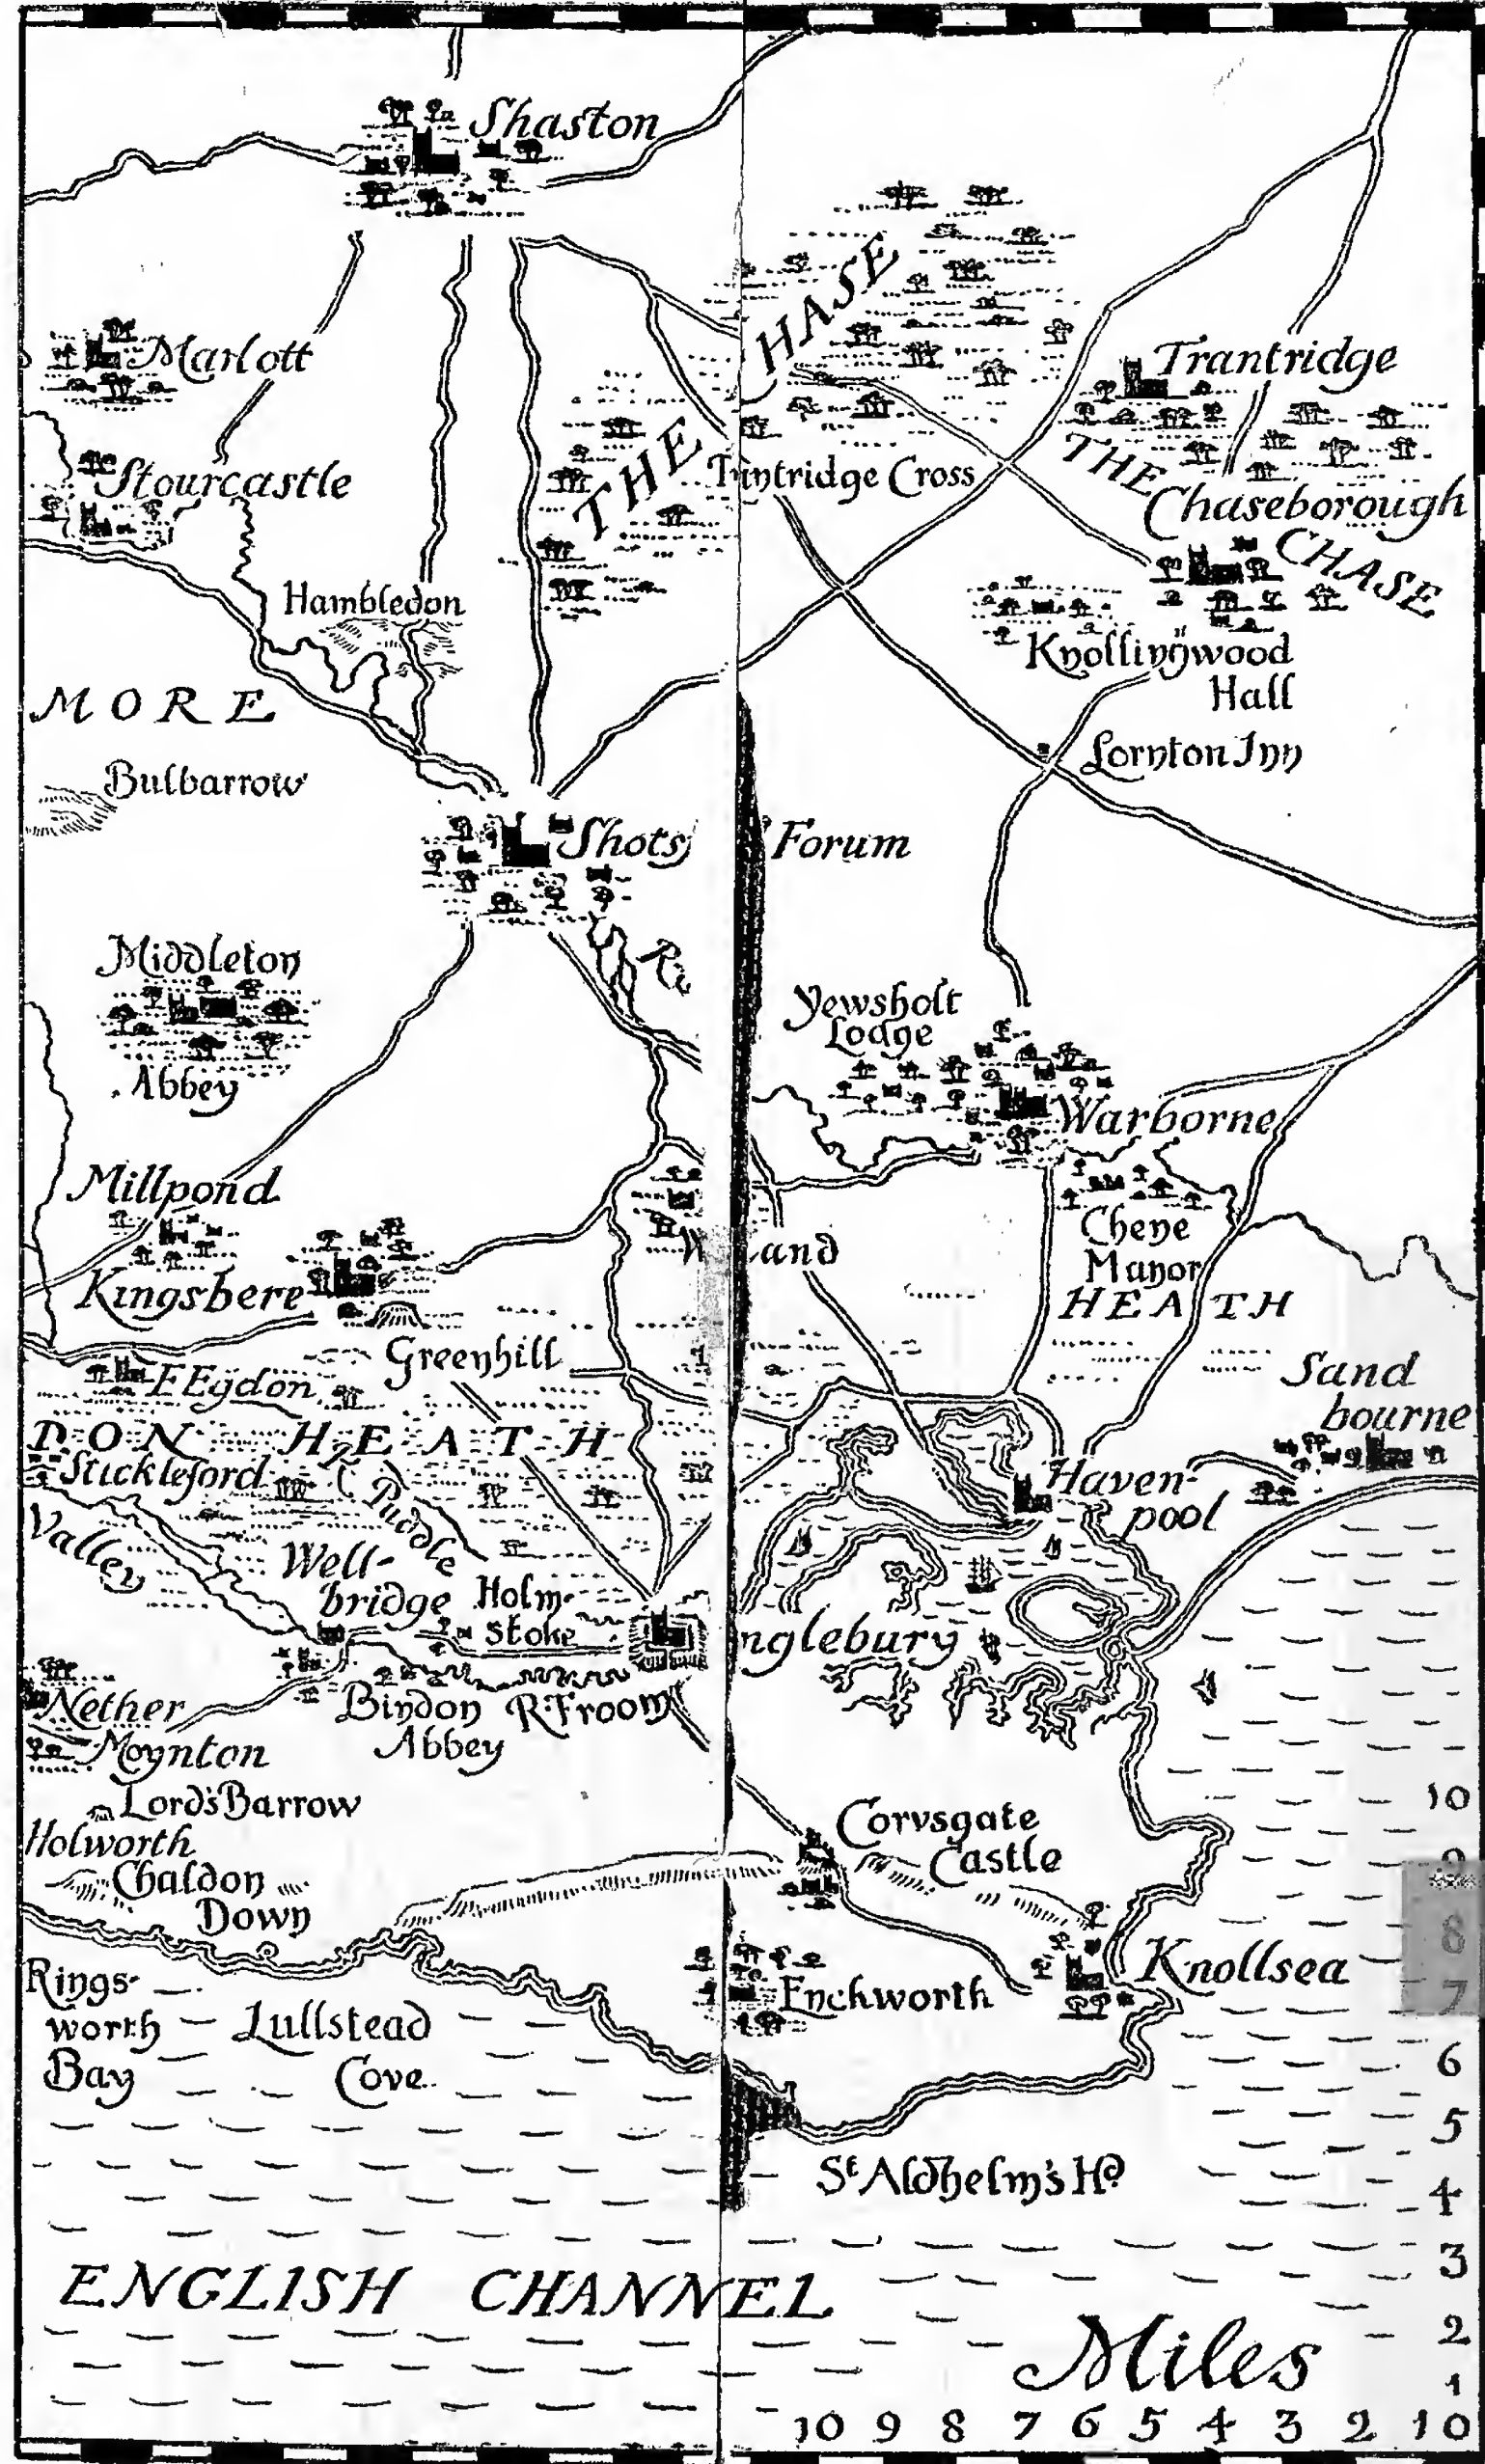 Shaston
Marlott
THE CHASE
Trantridge
Stourcastle
Trantridge Cross
THE CHASE
Chaseborough
Hambledon
Knollingwood
Hall
MORE
Bulbarrow
Lornton Inn
Shots Forum
Middleton
Abbey
R
Yewsholt
Lodge
Warborne
Millpond
Chene
Manor
Kingsbere
W land
HEATH
Greenhill
E Egdon
Sand
bourne
DON HEATH
Stickleford
R. Puddle
Haven-
pool
Valley
Well-
bridge
Holm-
stoke
nglebury
Nether
Moynton
Bindon
Abbey
R. Froom
Lord's Barrow
Corvsgate
Castle
Holworth
Chaldon
Down
Rings-
worth
Bay
Lullstead
Cove
Enckworth
Knollsea
St Aldhelm's Hd
ENGLISH CHANNEL
Miles
10
9
8
7
6
5
4
3
2
1
10 9 8 7 6 5 4 3 2 1 0